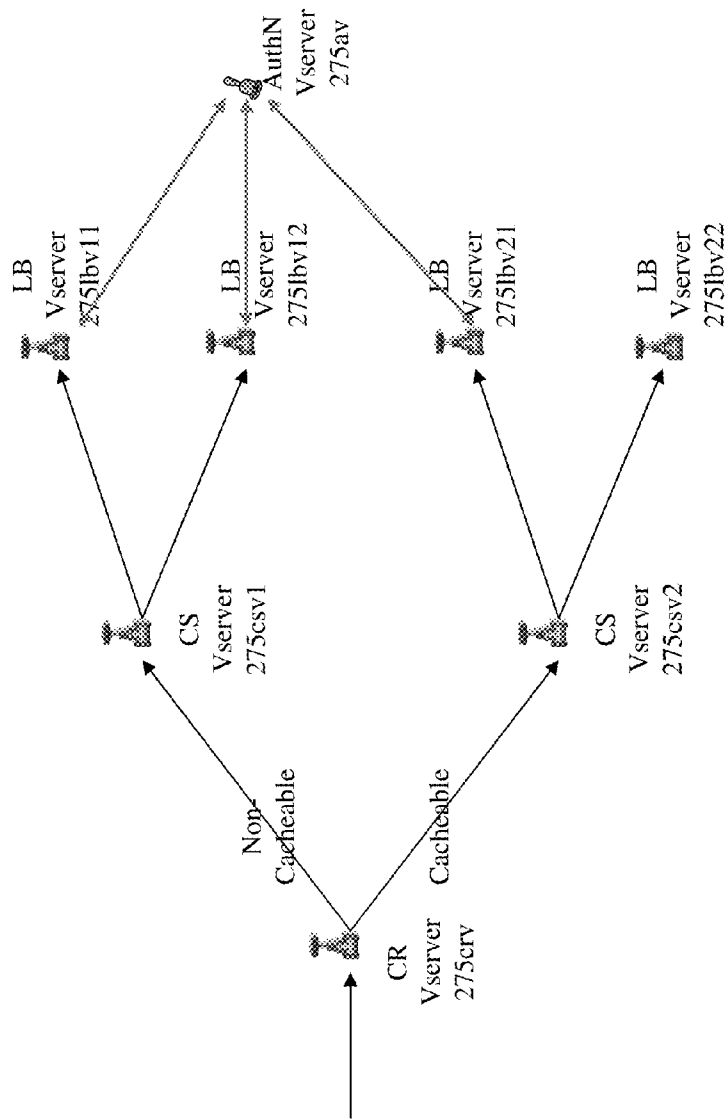 CR
Vserver
275crv
Non-
Cacheable
Cacheable
CS
Vserver
275csv1
CS
Vserver
275csv2
LB
Vserver
275lbv11
LB
Vserver
275lbv12
LB
Vserver
275lbv21
LB
Vserver
275lbv22
AuthN
Vserver
275av